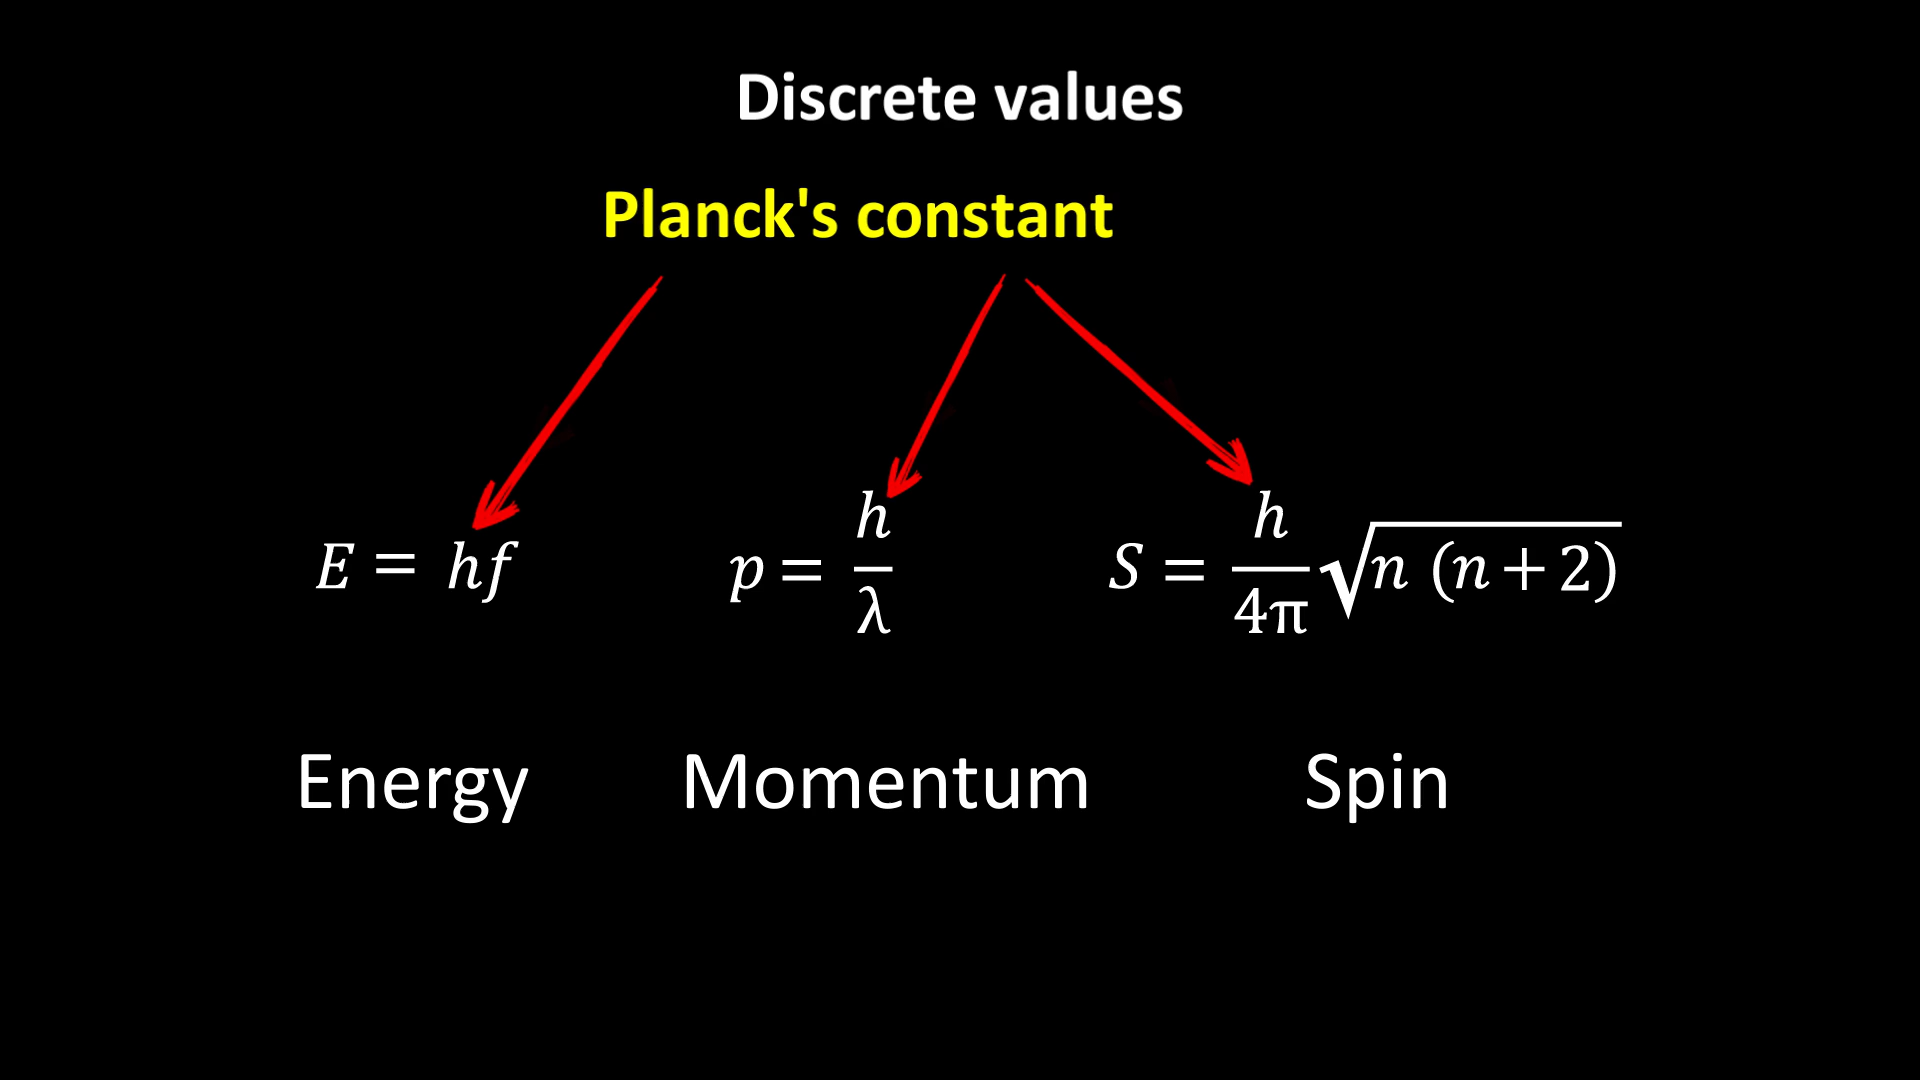 Discrete values
Planck's constant
E = hf
p = h/λ
S = h/4π √n (n + 2)
Energy
Momentum
Spin